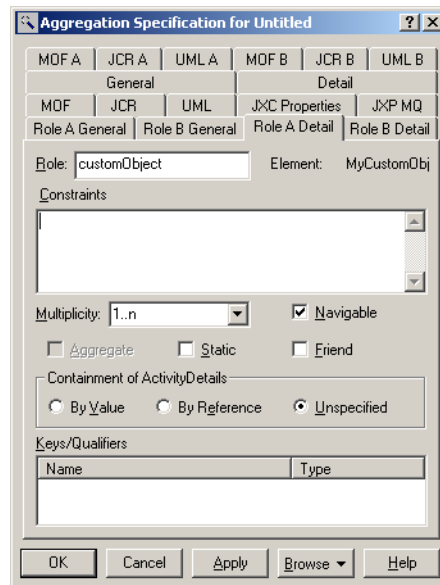 Aggregation Specification for Untitled
MOF A JCR A UML A MOF B JCR B UML B
General Detail
MOF JCR UML JXC Properties JXP MQ
Role A General Role B General Role A Detail Role B Detail
Role: customObject Element: MyCustomObj
Constraints
Multiplicity: 1..n Navigable
Aggregate Static Friend
Containment of ActivityDetails
By Value By Reference Unspecified
Keys/Qualifiers
Name Type
OK Cancel Apply Browse Help